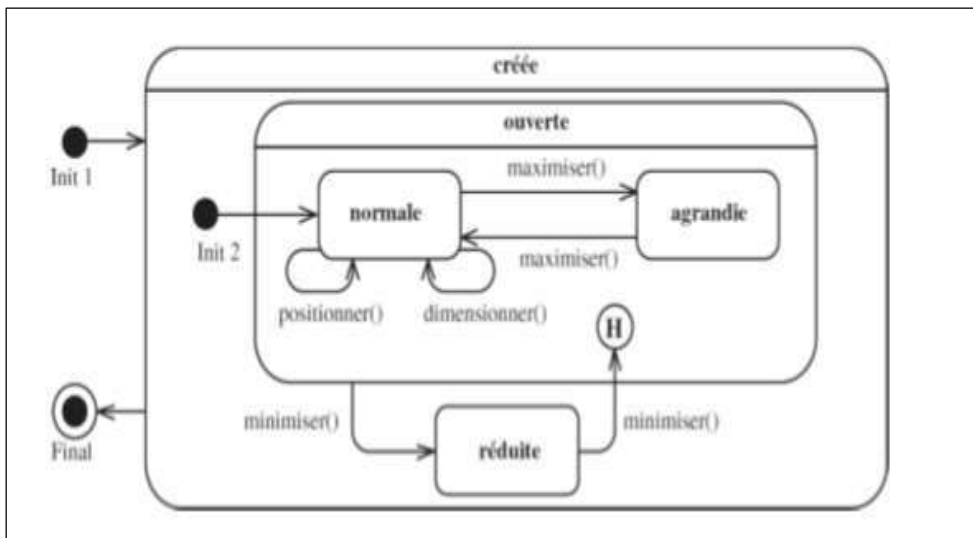 créée
ouverte
Init 1
maximiser()
normale
agrandie
Init 2
maximiser()
positionner()
dimensionner()
H
minimiser()
minimiser()
Final
réduite